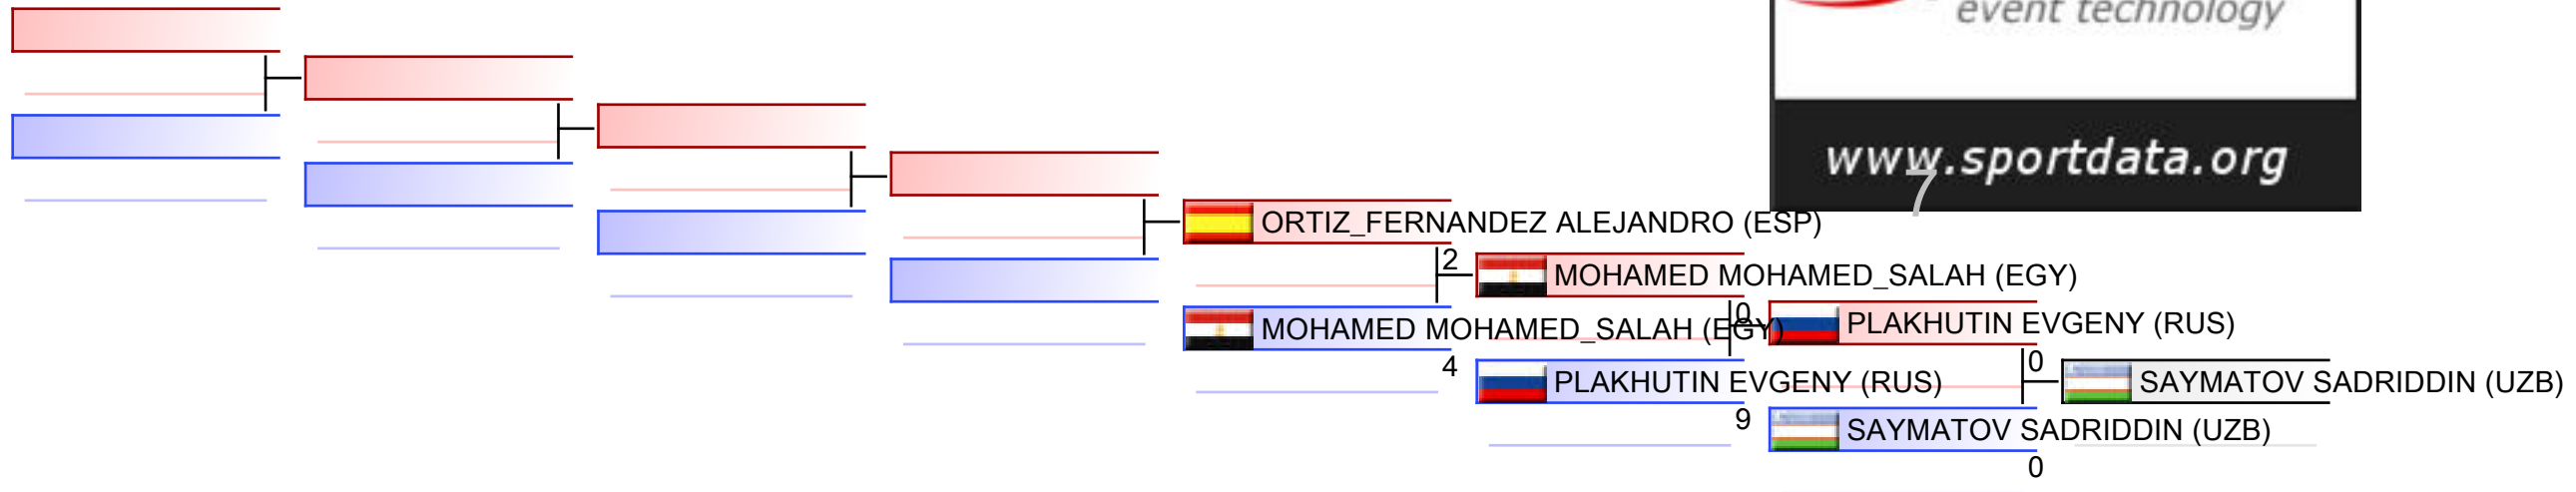 event technology
www.sportdata.org
7
ORTIZ_FERNANDEZ ALEJANDRO (ESP)
2
MOHAMED MOHAMED_SALAH (EGY)
0
MOHAMED MOHAMED_SALAH (EGY)
PLAKHUTIN EVGENY (RUS)
4
0
PLAKHUTIN EVGENY (RUS)
SAYMATOV SADRIDDIN (UZB)
9
SAYMATOV SADRIDDIN (UZB)
0